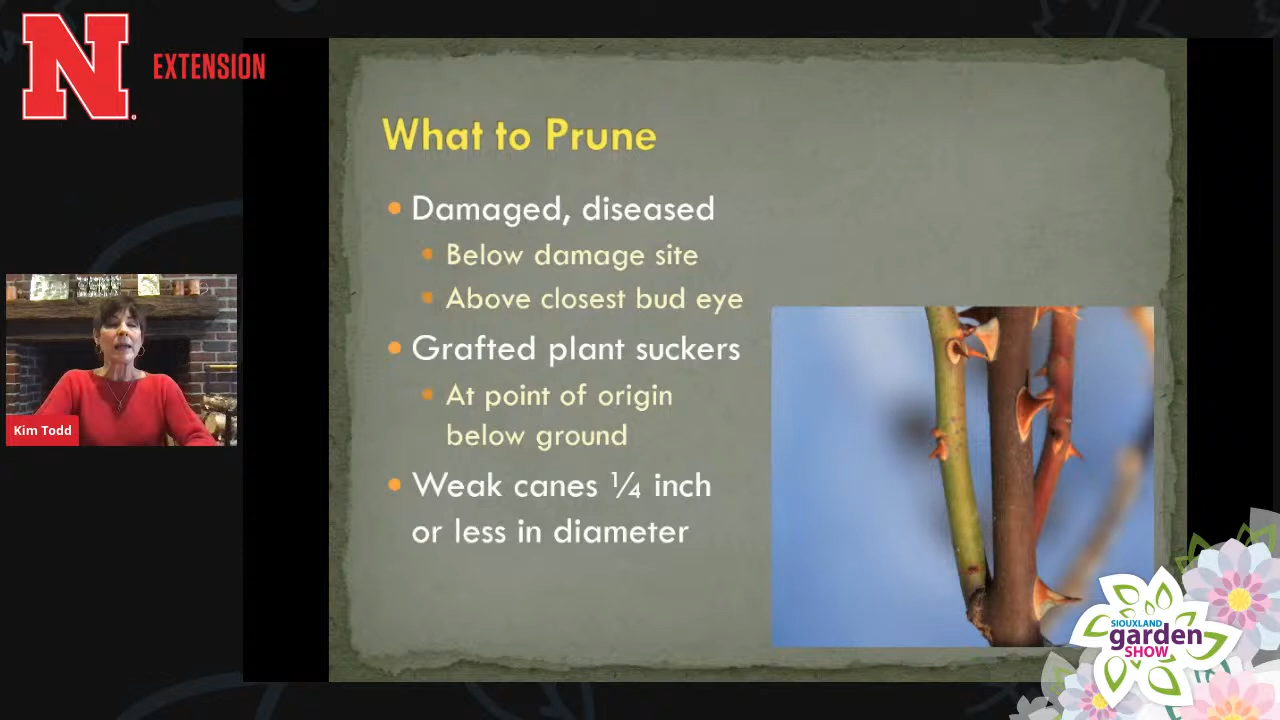 N
EXTENSION
What to Prune
• Damaged, diseased
• Below damage site
• Above closest bud eye
• Grafted plant suckers
• At point of origin
below ground
• Weak canes ¼ inch
or less in diameter
Kim Todd
SIOUXLAND
garden
SHOW